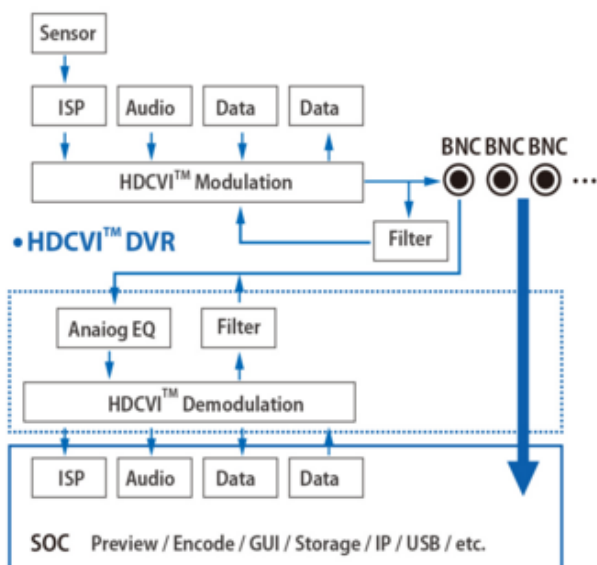 Sensor
ISP Audio Data Data
BNC BNC BNC
HDCVI™ Modulation
...
Filter
• HDCVI™ DVR
Anaiog EQ Filter
HDCVI™ Demodulation
ISP Audio Data Data
SOC Preview / Encode / GUI / Storage / IP / USB / etc.